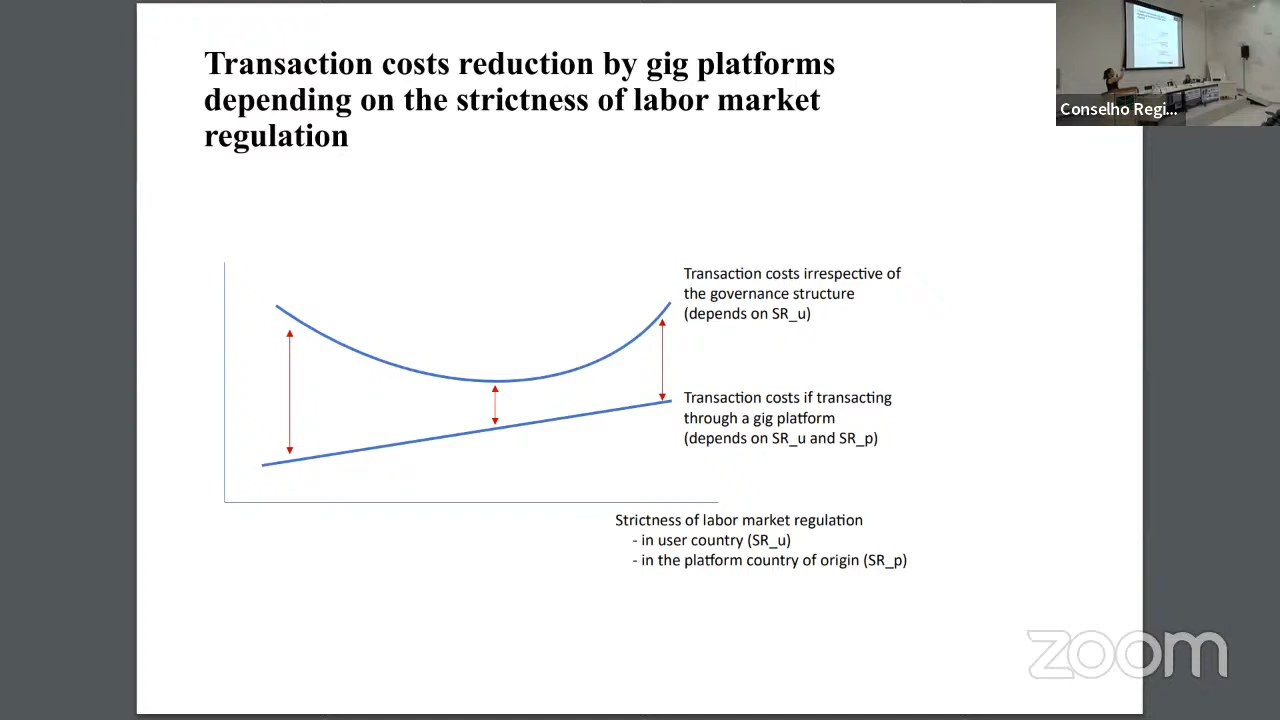 Transaction costs reduction by gig platforms
depending on the strictness of labor market
regulation
Conselho Regi...
Transaction costs irrespective of
the governance structure
(depends on SR_u)
Transaction costs if transacting
through a gig platform
(depends on SR_u and SR_p)
Strictness of labor market regulation
- in user country (SR_u)
- in the platform country of origin (SR_p)
zoom